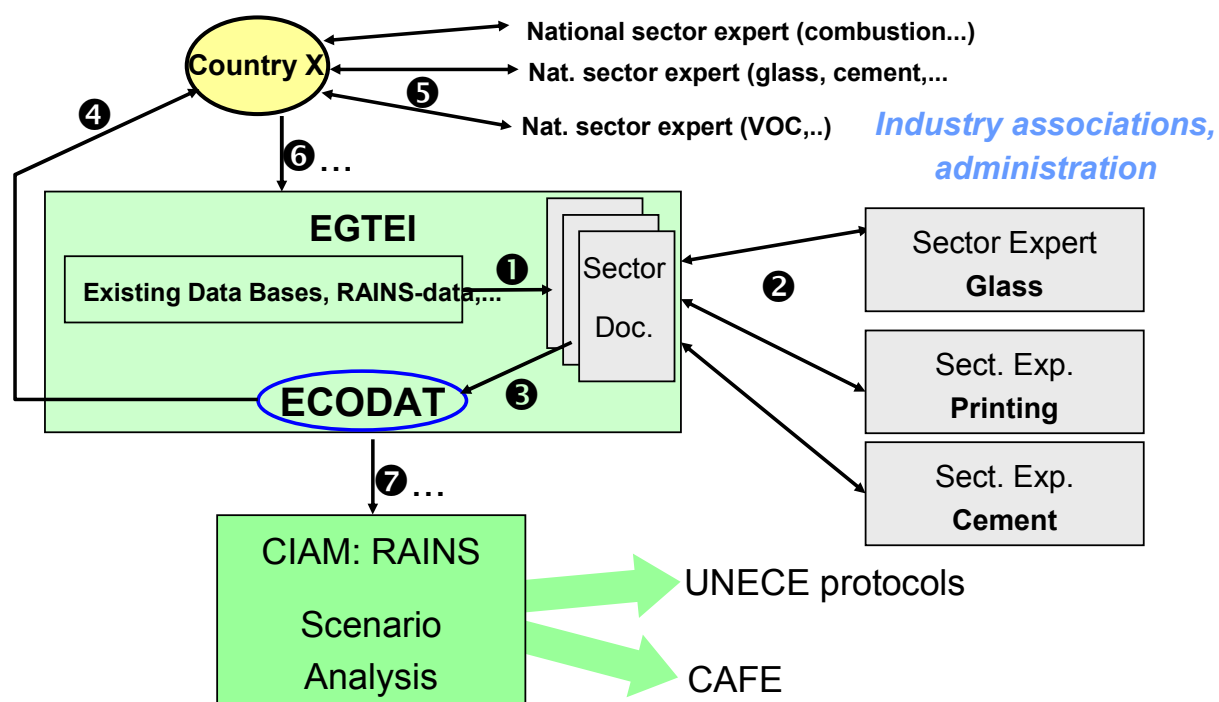 National sector expert (combustion...)
Country X
Nat. sector expert (glass, cement,...
❺
❹
Nat. sector expert (VOC,..)
Industry associations,
administration
❻...
EGTEI
Existing Data Bases, RAINS-data,...
❶
Sector
Doc.
❷
Sector Expert
Glass
❸
ECODAT
Sect. Exp.
Printing
Sect. Exp.
Cement
❼...
CIAM: RAINS
Scenario
Analysis
UNECE protocols
CAFE